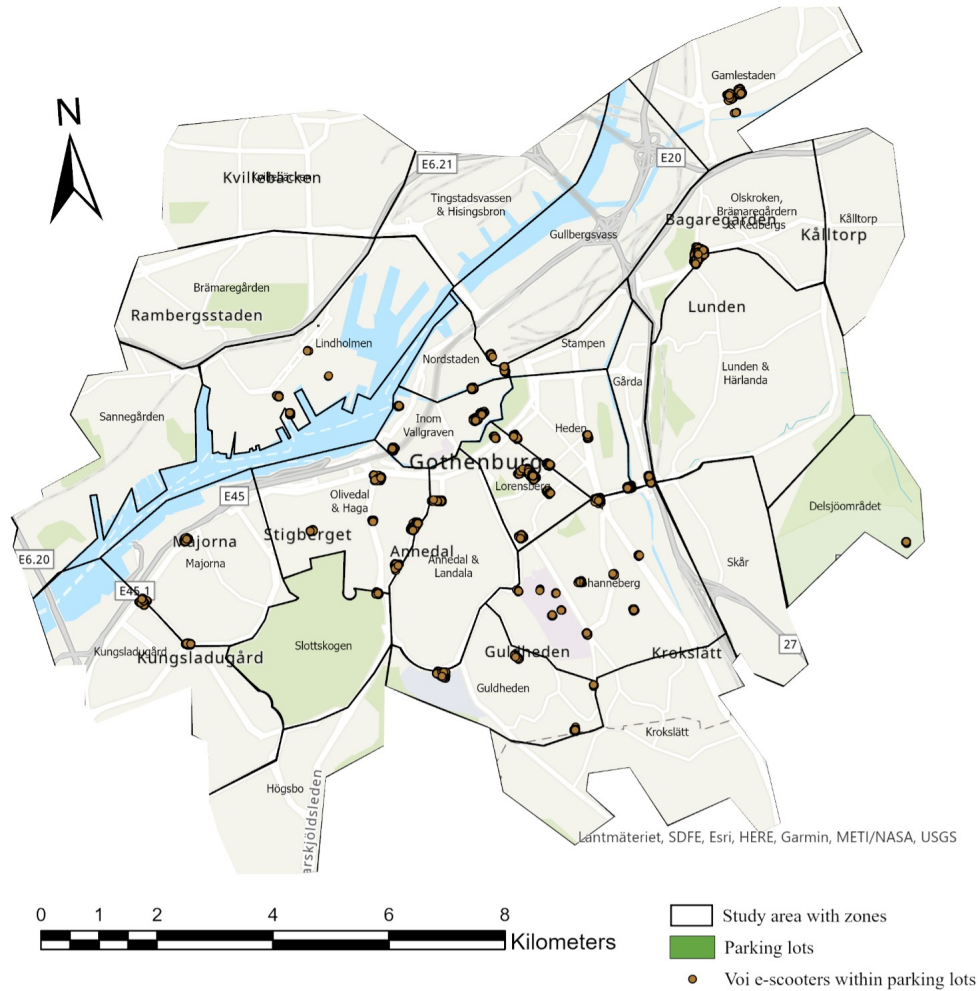 Gamlestaden
N
E6.21
E20
Kvillebäcken
Tingstadsvassen
& Hisingsbron
Olskroken,
Brämaregårdern
& Redbergs
Bagaregården
Kålltorp
Kålltorp
Gullbergsvass
Brämaregården
Rambergsstaden
Lunden
Lindholmen
Nordstaden
Stampen
Lunden &
Härlanda
Gårda
Sannegården
Inom
Vallgraven
Heden
Gothenburg
Lorensberg
E45
Olivedal
& Haga
Stigberget
Delsjöområdet
Majorna
Majorna
Annedal
Annedal &
Landala
E6.20
Skår
Johanneberg
E45.1
Slottskogen
Kungsladugård
Kungsladugård
Guldheden
Krokslätt
27
Guldheden
Krokslätt
Högsbo
arskjöldsleden
Lantmäteriet, SDFE, Esri, HERE, Garmin, METI/NASA, USGS
0 1 2 4 6 8
Kilometers
Study area with zones
Parking lots
Voi e-scooters within parking lots